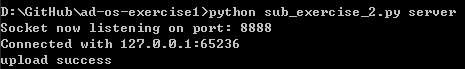 D:\GitHub\ad-os-exercise1>python sub_exercise_2.py server
Socket now listening on port: 8888
Connected with 127.0.0.1:65236
upload success